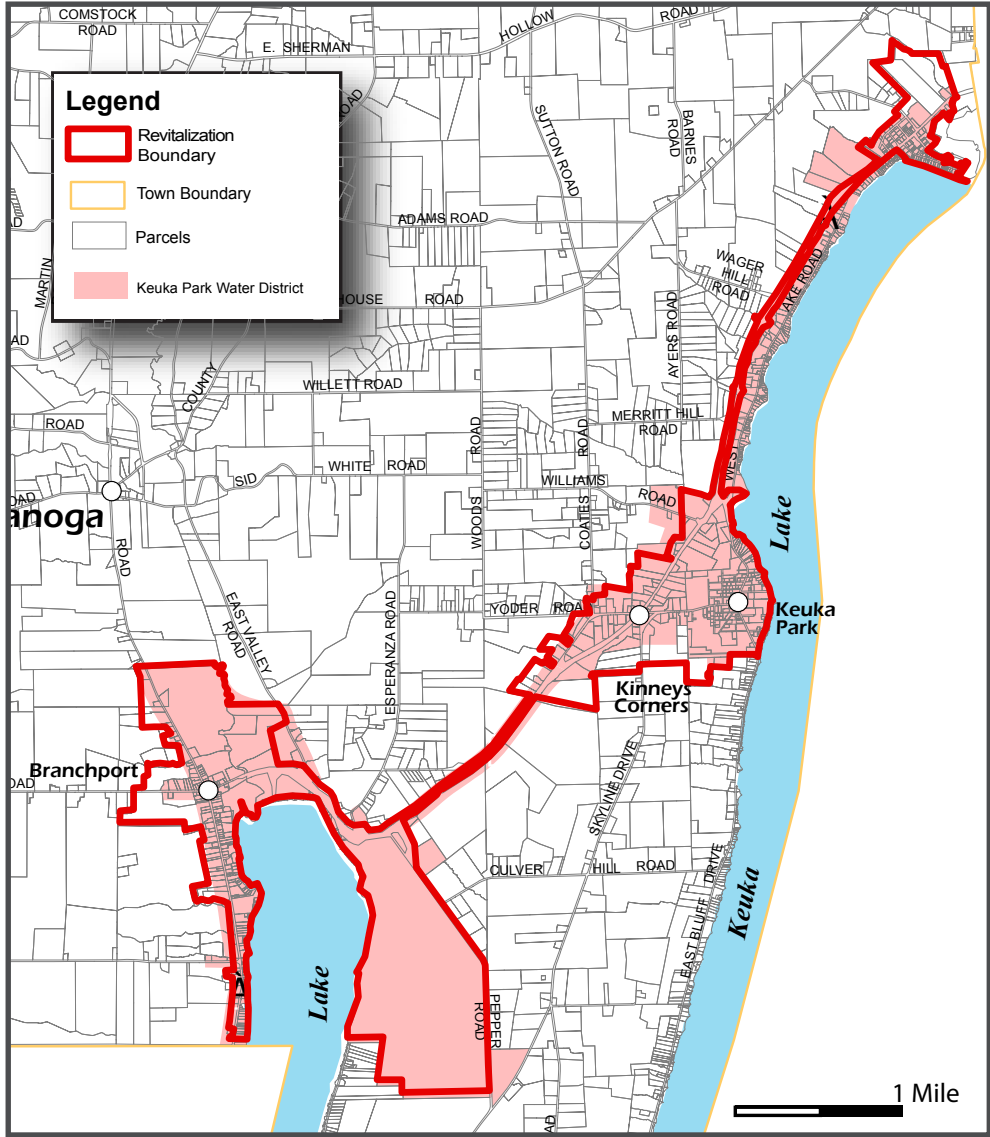 COMSTOCK
ROAD
E. SHERMAN
HOLLOW
ROAD
Legend
Revitalization
Boundary
Town Boundary
Parcels
Keuka Park Water District
ROAD
SUTTON ROAD
BARNES
ROAD
ADAMS ROAD
MARTIN
WAGER
HILL
ROAD
HOUSE ROAD
AKE ROAD
AYERS ROAD
COUNTY
WILLETT ROAD
MERRITT HILL
ROAD
ROAD
ROAD
ROAD
WEST
SID WHITE ROAD
WILLIAMS
ROAD
OAD
anoga
WOODS
COATES
Lake
ROAD
EAST VALLEY
ROAD
ESPERANZA ROAD
YODER ROA
Keuka
Park
Kinneys
Corners
Branchport
OAD
SKYLINE DRIVE
CULVER HILL ROAD
EAST BLUFF DRIVE
Keuka
Lake
PEPPER
ROAD
1 Mile
AD